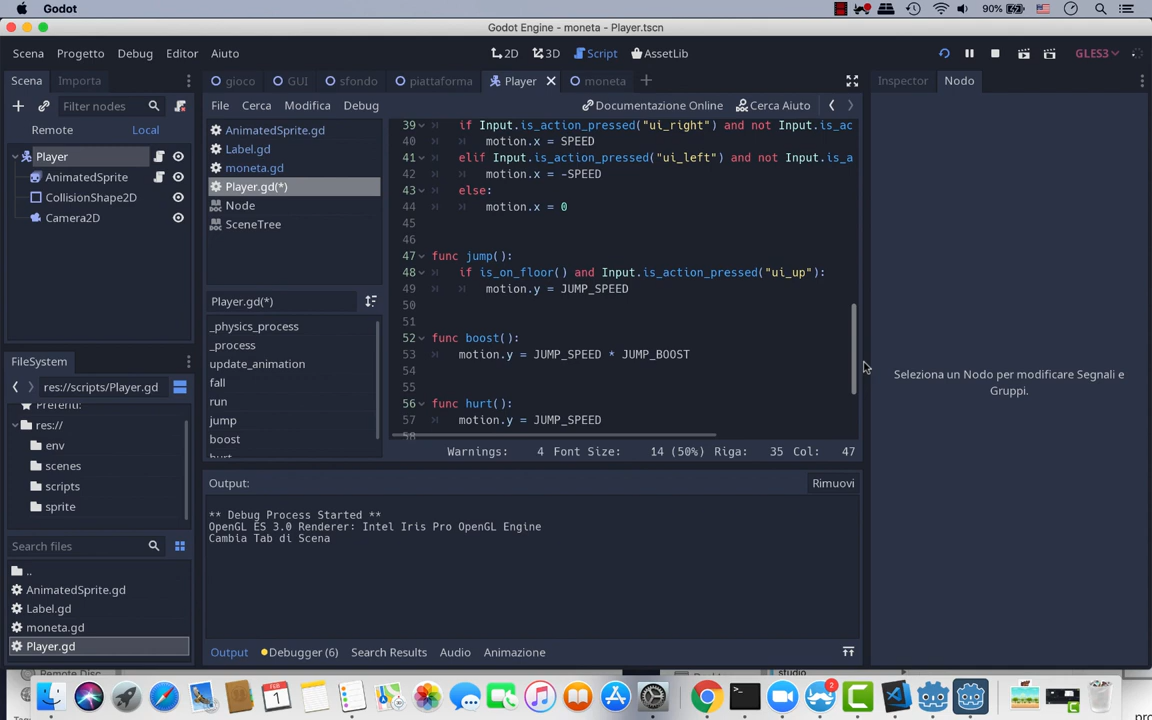 Godot
90%
Godot Engine - moneta - Player.tscn
Scena Progetto Debug Editor Aiuto
2D 3D Script AssetLib
GLES3
Scena Importa
gioco GUI sfondo piattaforma Player moneta
Inspector Nodo
Filter nodes
File Cerca Modifica Debug
Documentazione Online Cerca Aiuto
Remote Local
Player
AnimatedSprite
CollisionShape2D
Camera2D
AnimatedSprite.gd
Label.gd
moneta.gd
Player.gd(*)
Node
SceneTree
Player.gd(*)
_physics_process
_process
update_animation
fall
run
jump
boost
hurt
39 if Input.is_action_pressed("ui_right") and not Input.is_ac
40 motion.x = SPEED
41 elif Input.is_action_pressed("ui_left") and not Input.is_a
42 motion.x = -SPEED
43 else:
44 motion.x = 0
45
46
47 func jump():
48 if is_on_floor() and Input.is_action_pressed("ui_up"):
49 motion.y = JUMP_SPEED
50
51
52 func boost():
53 motion.y = JUMP_SPEED * JUMP_BOOST
54
55
56 func hurt():
57 motion.y = JUMP_SPEED
58
Warnings: 4 Font Size: 14 (50%) Riga: 35 Col: 47
Seleziona un Nodo per modificare Segnali e
Gruppi.
FileSystem
res://scripts/Player.gd
Preferiti:
res://
env
scenes
scripts
sprite
Search files
..
AnimatedSprite.gd
Label.gd
moneta.gd
Player.gd
Output:
Rimuovi
** Debug Process Started **
OpenGL ES 3.0 Renderer: Intel Iris Pro OpenGL Engine
Cambia Tab di Scena
Output Debugger (6) Search Results Audio Animazione
Remote Disc
studio
FEB
1
2